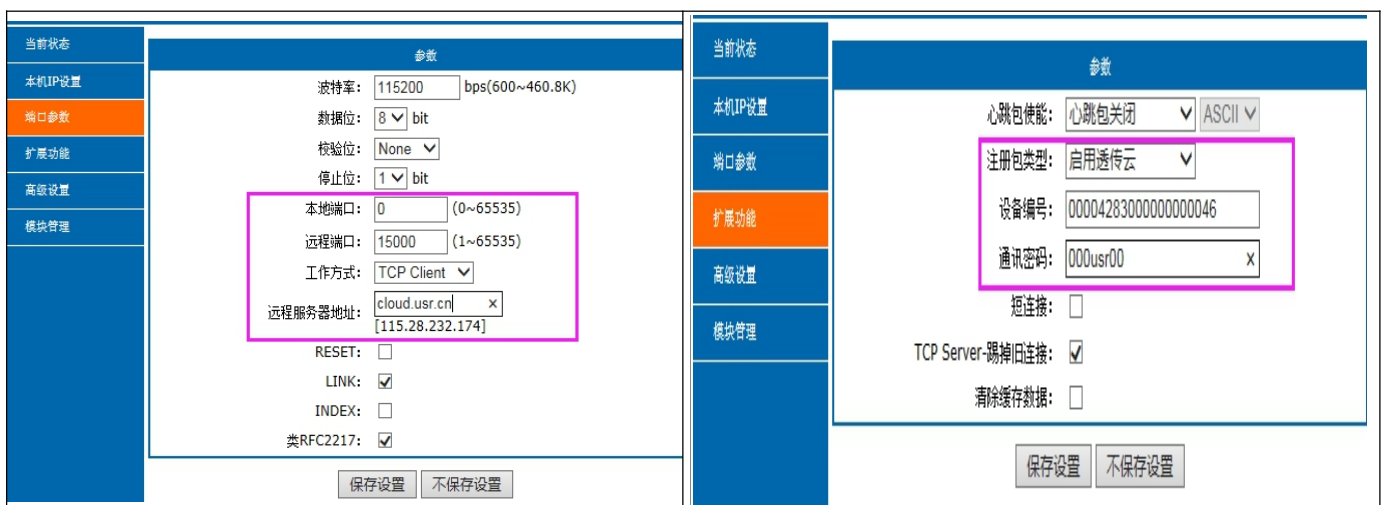 当前状态
本机IP设置
端口参数
扩展功能
高级设置
模块管理
参数
波特率： 115200 bps(600~460.8K)
数据位： 8 bit
校验位： None
停止位： 1 bit
本地端口： 0 (0~65535)
远程端口： 15000 (1~65535)
工作方式： TCP Client
远程服务器地址： cloud.usr.cn ×
[115.28.232.174]
RESET：
LINK：
INDEX：
类RFC2217：
保存设置 不保存设置
当前状态
本机IP设置
端口参数
扩展功能
高级设置
模块管理
参数
心跳包使能： 心跳包关闭 ASCII
注册包类型： 启用透传云
设备编号： 00004283000000000046
通讯密码： 000usr00 ×
短连接：
TCP Server-踢掉旧连接：
清除缓存数据：
保存设置 不保存设置